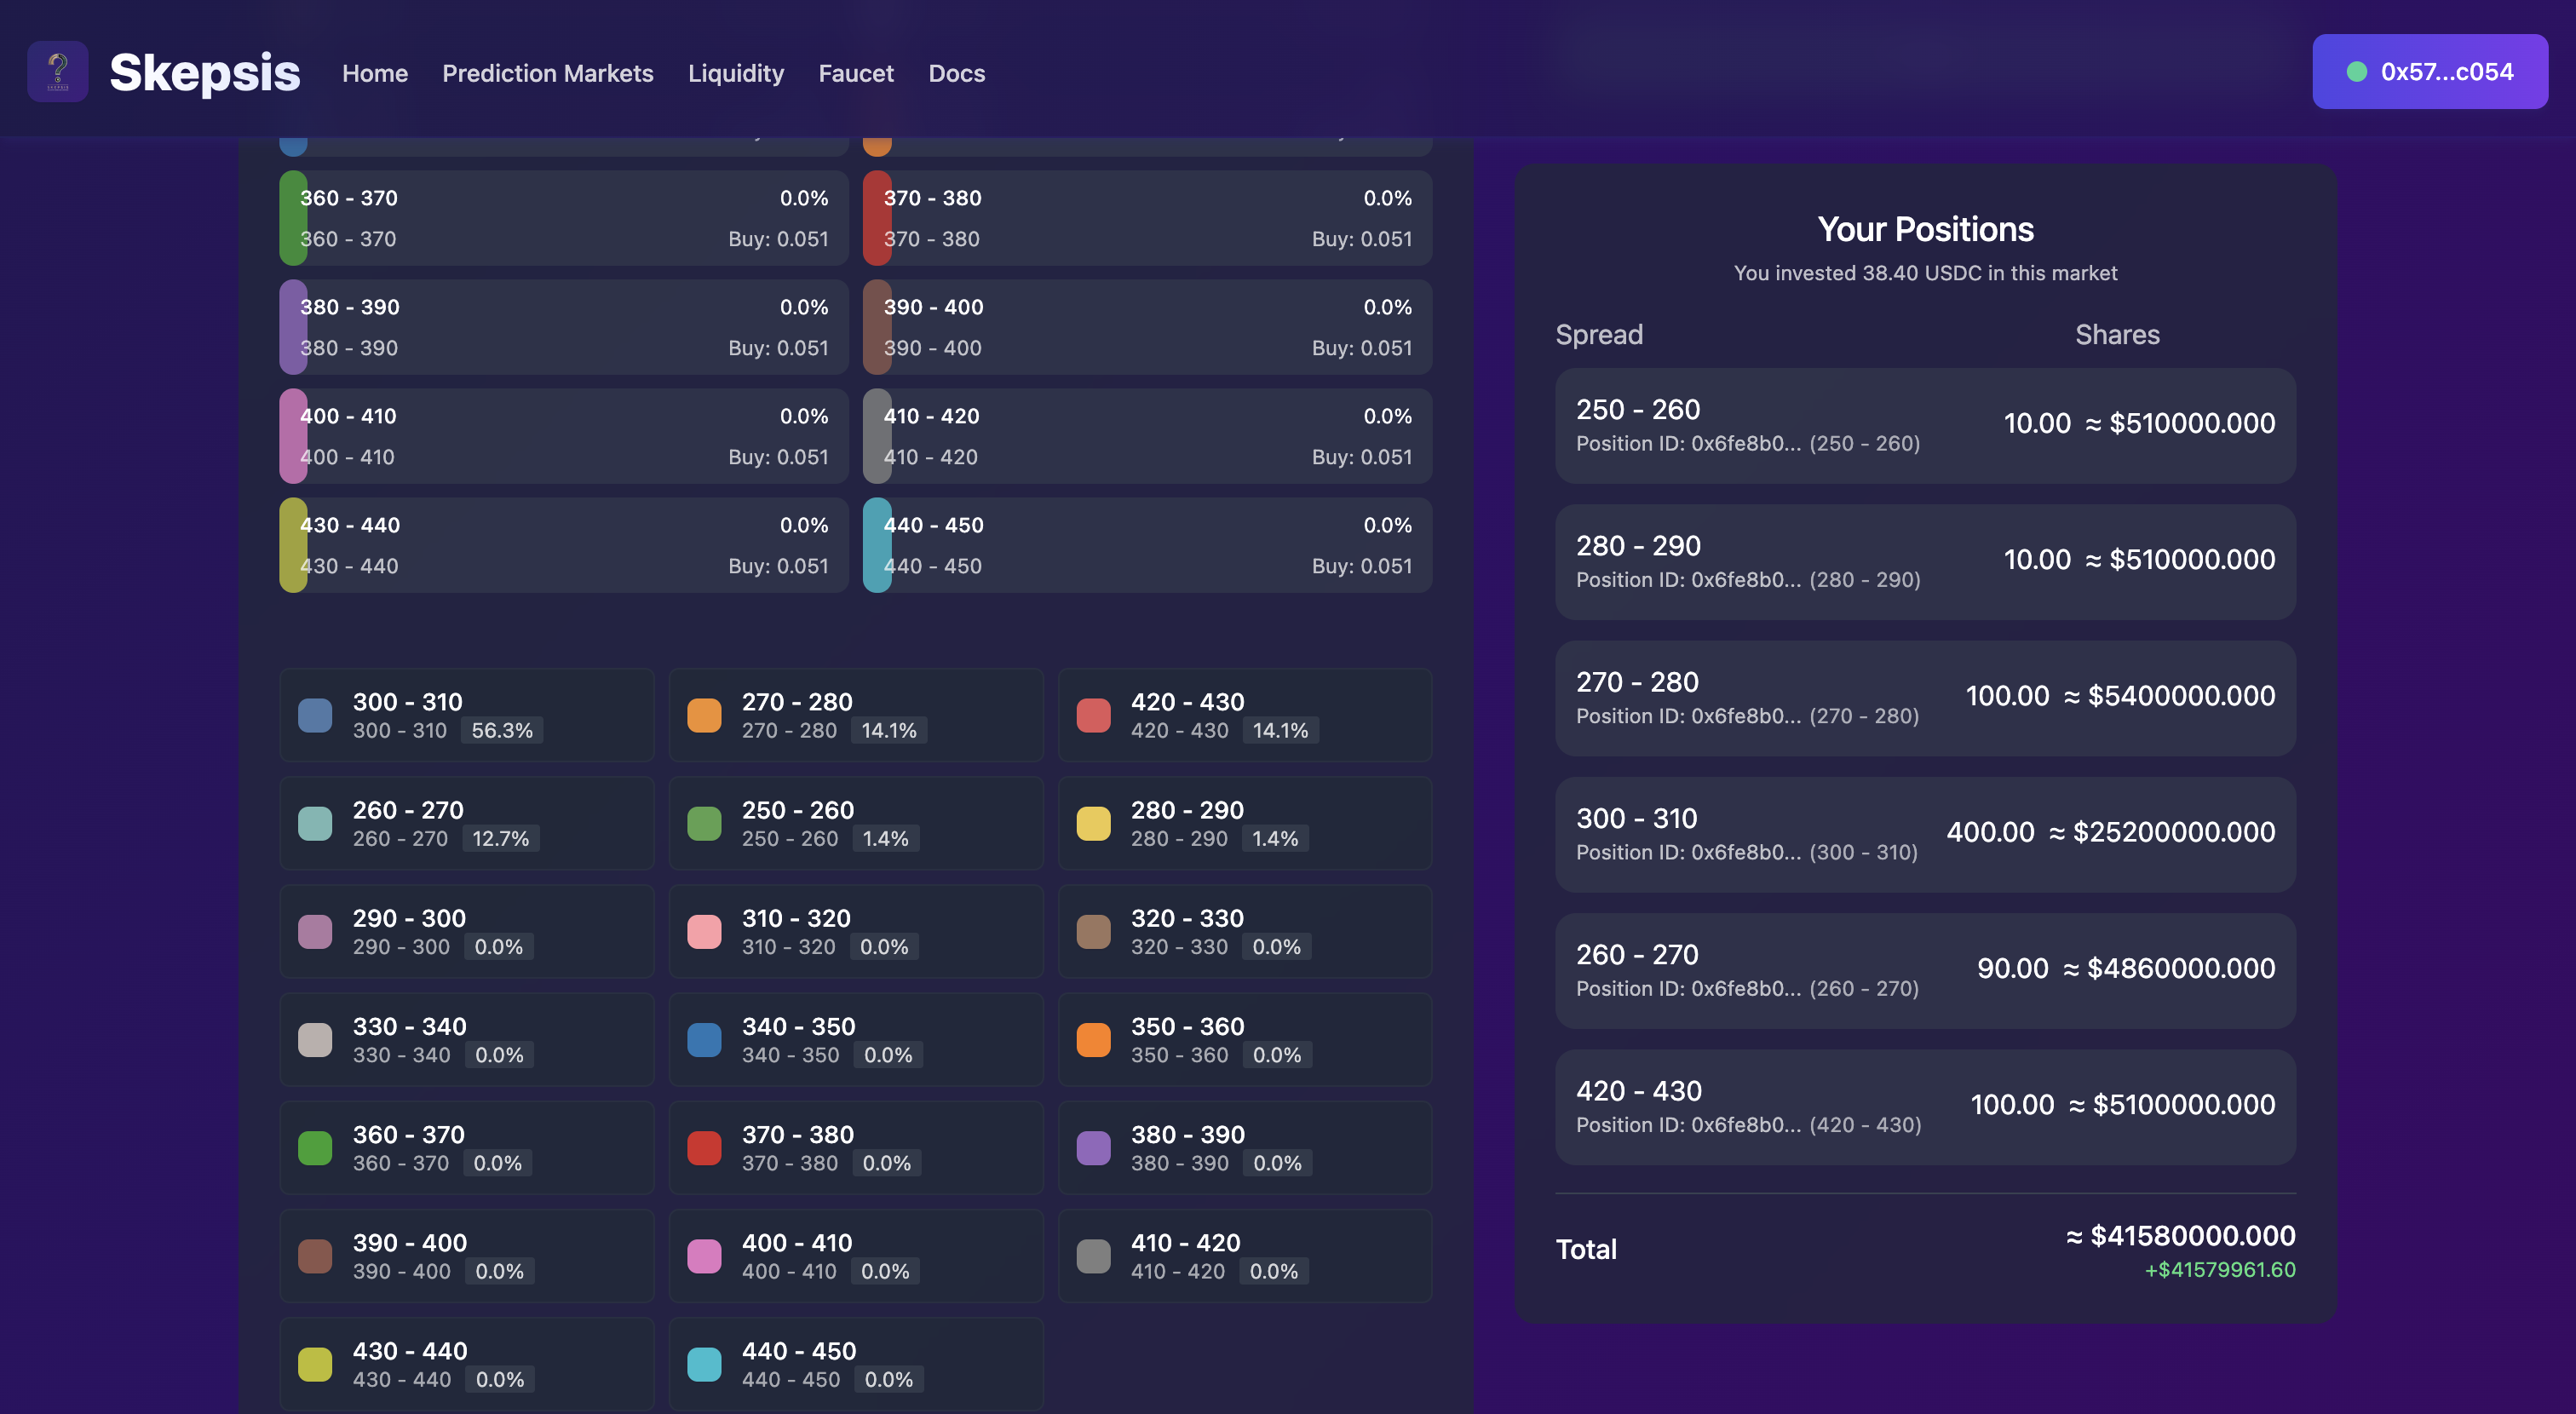 Skepsis
Home
Prediction Markets
Liquidity
Faucet
Docs
0x57...c054
360 - 370 0.0%
360 - 370 Buy: 0.051
370 - 380 0.0%
370 - 380 Buy: 0.051
380 - 390 0.0%
380 - 390 Buy: 0.051
390 - 400 0.0%
390 - 400 Buy: 0.051
400 - 410 0.0%
400 - 410 Buy: 0.051
410 - 420 0.0%
410 - 420 Buy: 0.051
430 - 440 0.0%
430 - 440 Buy: 0.051
440 - 450 0.0%
440 - 450 Buy: 0.051
300 - 310
300 - 310 56.3%
270 - 280
270 - 280 14.1%
420 - 430
420 - 430 14.1%
260 - 270
260 - 270 12.7%
250 - 260
250 - 260 1.4%
280 - 290
280 - 290 1.4%
290 - 300
290 - 300 0.0%
310 - 320
310 - 320 0.0%
320 - 330
320 - 330 0.0%
330 - 340
330 - 340 0.0%
340 - 350
340 - 350 0.0%
350 - 360
350 - 360 0.0%
360 - 370
360 - 370 0.0%
370 - 380
370 - 380 0.0%
380 - 390
380 - 390 0.0%
390 - 400
390 - 400 0.0%
400 - 410
400 - 410 0.0%
410 - 420
410 - 420 0.0%
430 - 440
430 - 440 0.0%
440 - 450
440 - 450 0.0%
Your Positions
You invested 38.40 USDC in this market
Spread Shares
250 - 260
Position ID: 0x6fe8b0... (250 - 260)
10.00 ≈ $510000.000
280 - 290
Position ID: 0x6fe8b0... (280 - 290)
10.00 ≈ $510000.000
270 - 280
Position ID: 0x6fe8b0... (270 - 280)
100.00 ≈ $5400000.000
300 - 310
Position ID: 0x6fe8b0... (300 - 310)
400.00 ≈ $25200000.000
260 - 270
Position ID: 0x6fe8b0... (260 - 270)
90.00 ≈ $4860000.000
420 - 430
Position ID: 0x6fe8b0... (420 - 430)
100.00 ≈ $5100000.000
Total
≈ $41580000.000
+$41579961.60